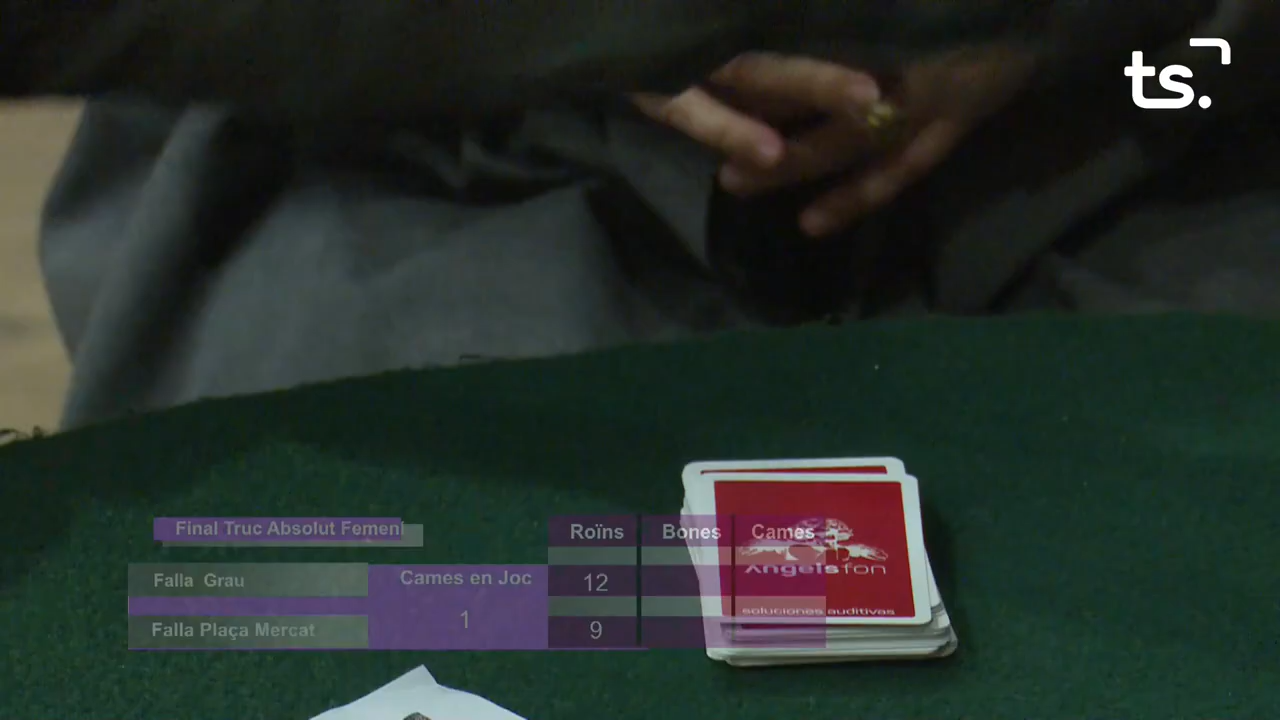 ts.
Final Truc Absolut Femení
Roïns Bones Cames
Falla Grau
Cames en Joc
12
1
Falla Plaça Mercat
9
Angelsfon
soluciones auditivas